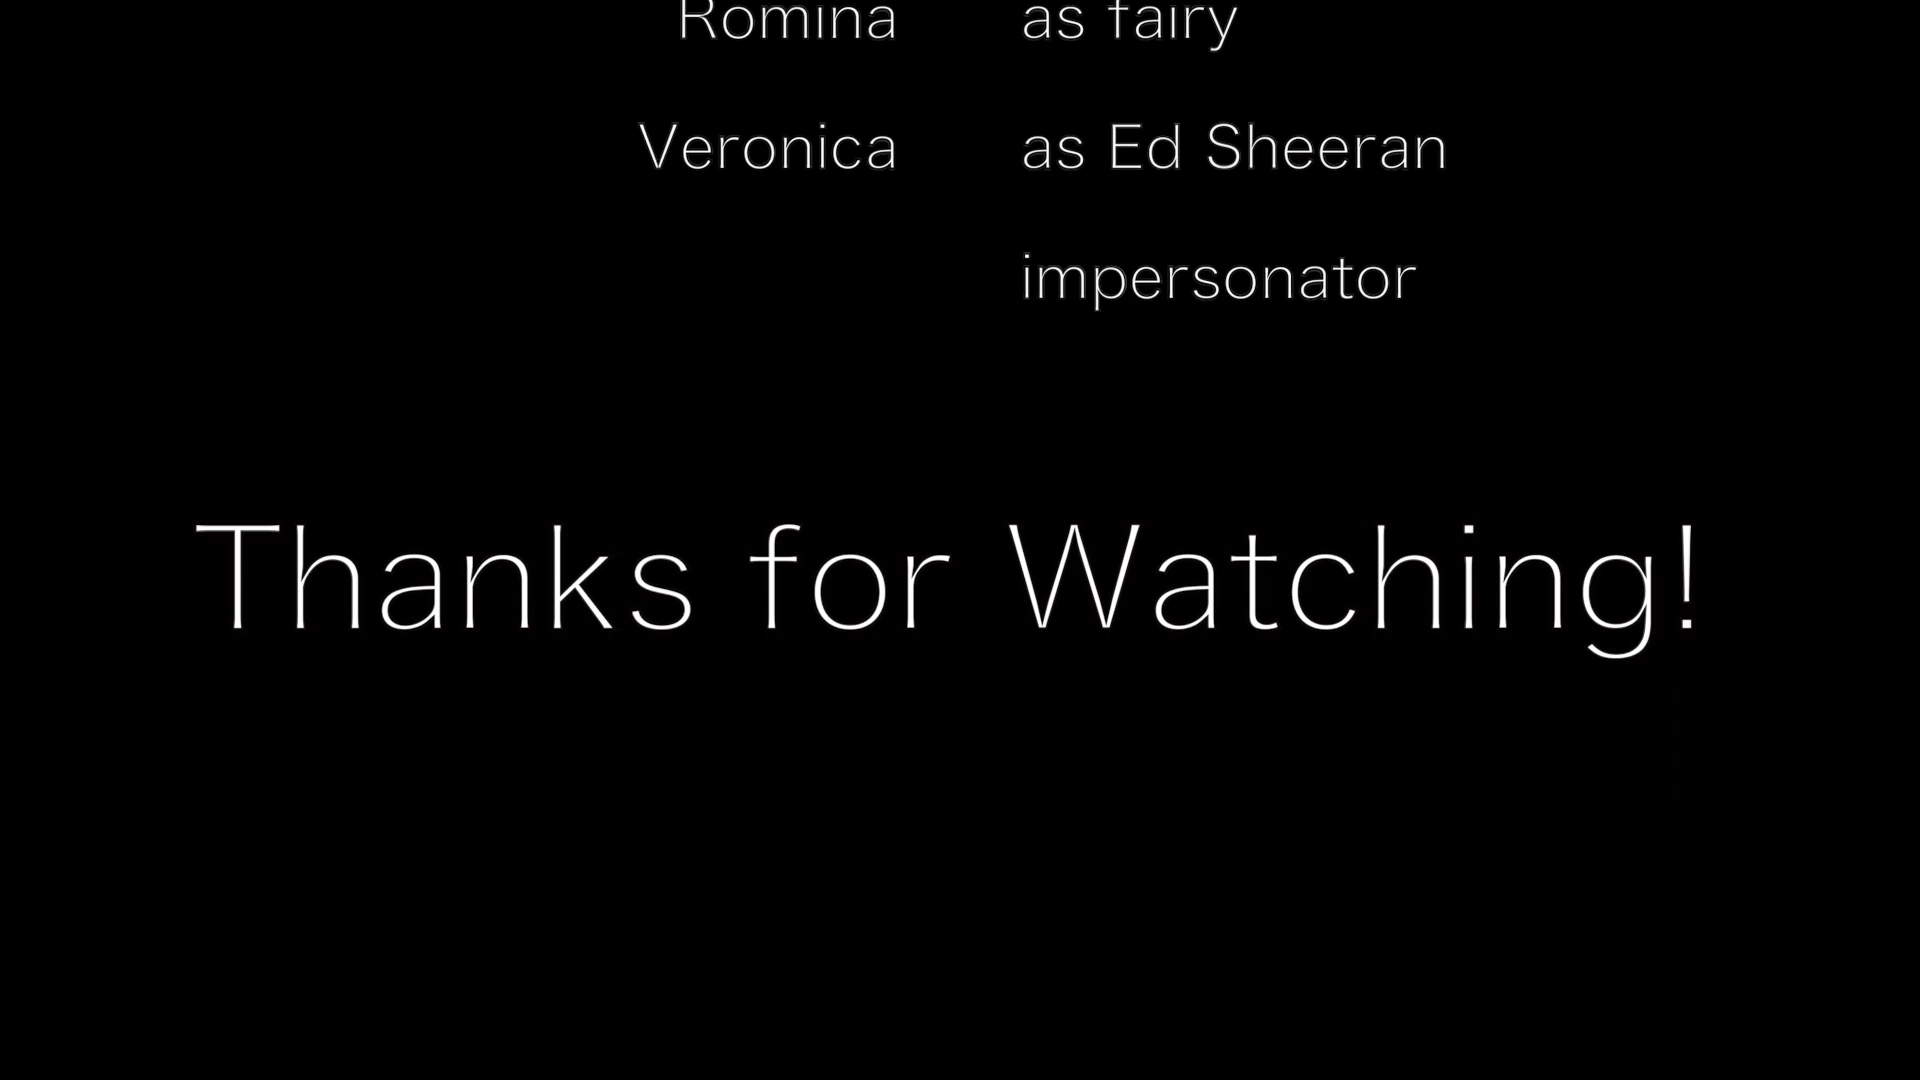 Romina as fairy
Veronica as Ed Sheeran
impersonator
Thanks for Watching!